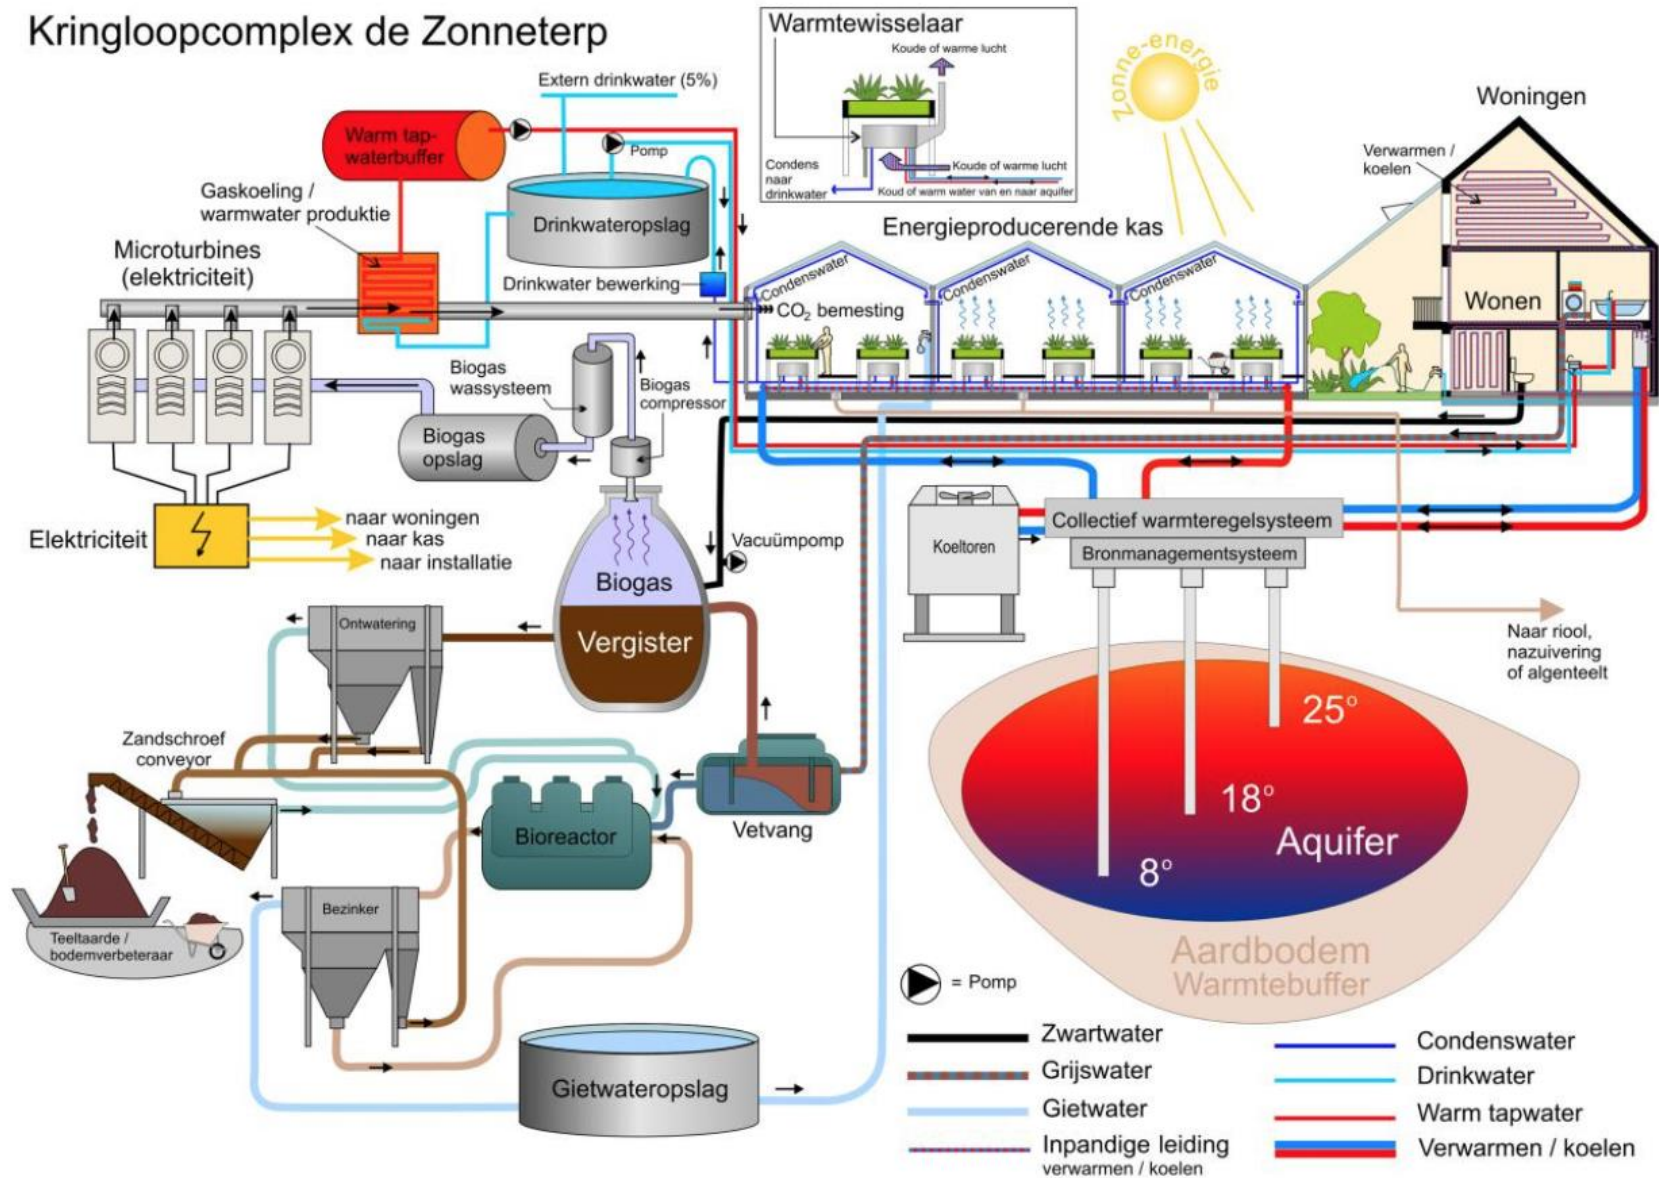 Kringloopcomplex de Zonneterp
Warmtewisselaar
Koude of warme lucht
Condens
naar
drinkwater
Koude of warme lucht
Koud of warm water van en naar aquifer
Zonne-energie
Woningen
Verwarmen /
koelen
Extern drinkwater (5%)
Warm tap-
waterbuffer
Pomp
Gaskoeling /
warmwater produktie
Drinkwateropslag
Microturbines
(elektriciteit)
Drinkwater bewerking
Energieproducerende kas
Condenswater
Condenswater
Condenswater
CO₂ bemesting
Wonen
Biogas
wassysteem
Biogas
compressor
Biogas
opslag
Elektriciteit
naar woningen
naar kas
naar installatie
Vacuümpomp
Biogas
Vergister
Koeltoren
Collectief warmteregelsysteem
Bronmanagementsysteem
Ontwatering
Naar riool,
nazuivering
of algenteelt
25°
18°
8°
Aquifer
Aardbodem
Warmtebuffer
Zandschroef
conveyor
Bioreactor
Vetvang
Bezinker
Teeltaarde /
bodemverbeteraar
Gietwateropslag
= Pomp
Zwartwater
Grijswater
Gietwater
Inpandige leiding
verwarmen / koelen
Condenswater
Drinkwater
Warm tapwater
Verwarmen / koelen